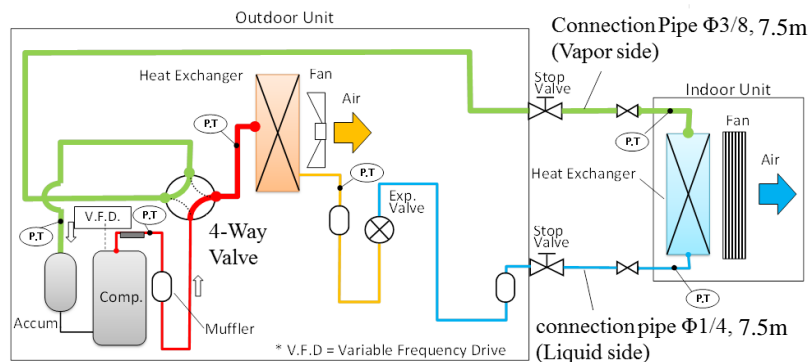 Outdoor Unit
Connection Pipe Φ3/8, 7.5m
(Vapor side)
Heat Exchanger
Fan
Air
Stop
Valve
Indoor Unit
Fan
P.T
P.T
P.T
P.T
Heat Exchanger
Air
Exp.
Valve
4-Way
Valve
V.F.D.
P.T
P.T
Comp.
Accum
Muffler
Stop
Valve
P.T
* V.F.D = Variable Frequency Drive
connection pipe Φ1/4, 7.5m
(Liquid side)